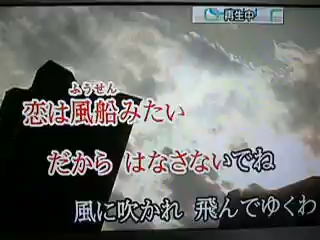 再生中
ふうせん
恋は風船みたい
だから はなさないでね
風に吹かれ 飛んでゆくわ